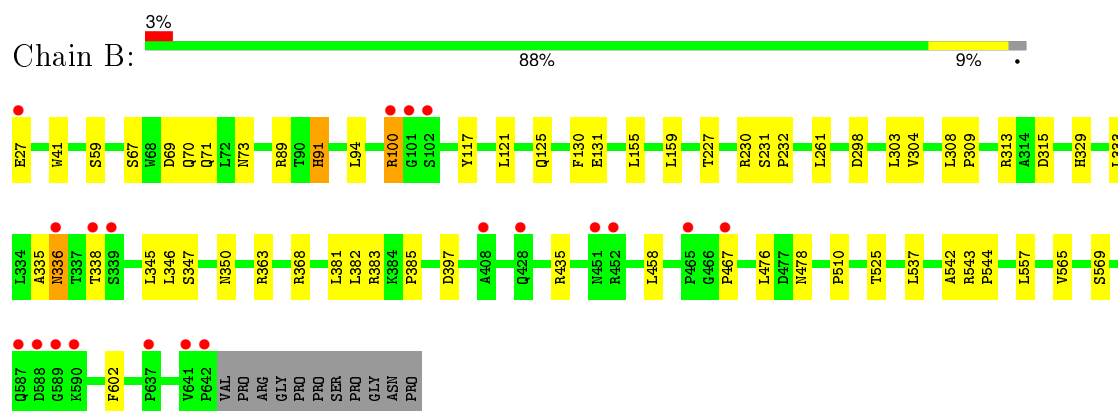 3%
Chain B:
88% 9% •
E27 W41 S59 S67 W68 D69 Q70 Q71 L72 N73 R89 T90 H91 L94 R100 G101 S102 Y117 L121 Q125 F130 E131 L155 L159 T227 R230 S231 P232 L261 D298 L303 V304 L308 P309 R313 A314 D315 H329
L334 A335 N336 T337 T338 S339 L345 L346 S347 N350 R363 R368 L381 L382 R383 K384 P385 D397 A408 Q428 R435 N451 R452 L458 P465 G466 P467 L476 D477 N478 P510 T525 L537 A542 R543 P544 L557 V565 S569
Q587 D588 G589 K590 F602 P637 V641 P642 VAL PRO ARG GLY PRO PRO SER PRO GLY ASN PRO